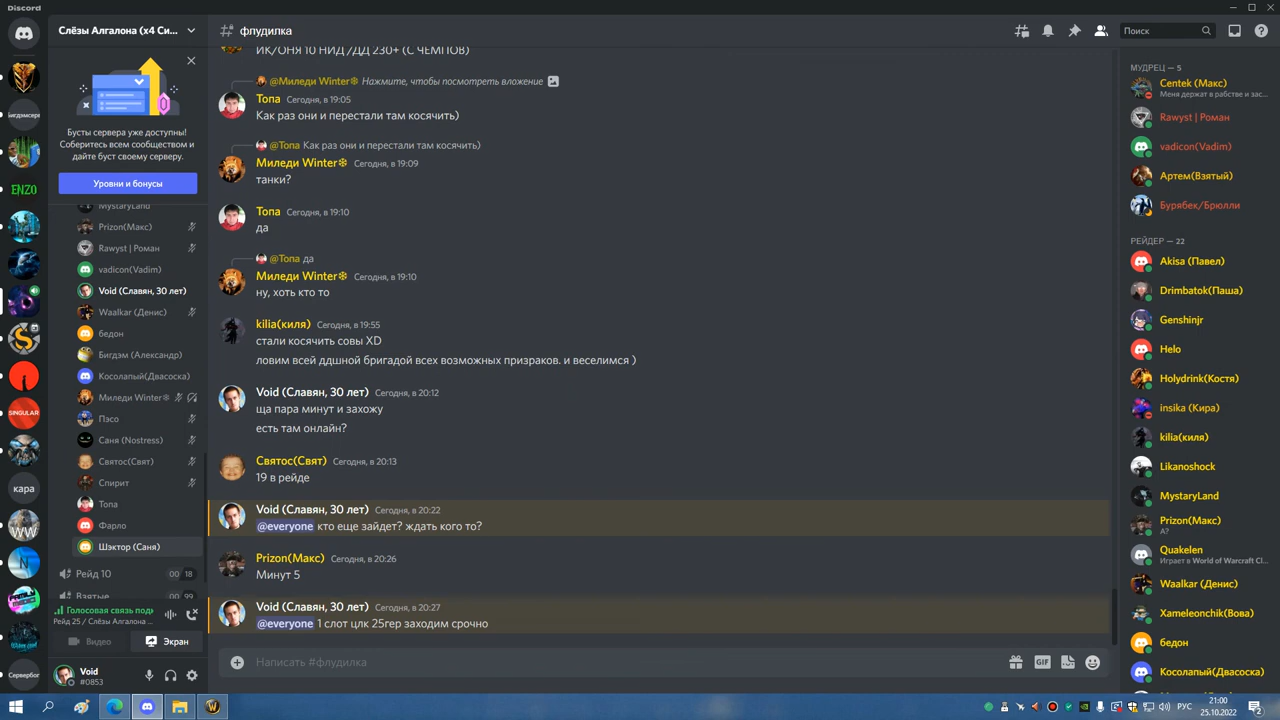 Discord
Слёзы Алгалона (x4 Си...
Бусты сервера уже доступны!
Соберитесь всем сообществом и
дайте буст своему серверу.
Уровни и бонусы
MystaryLand
Prizon(Макс)
Rawyst | Роман
vadicon(Vadim)
Void (Славян, 30 лет)
Waalkar (Денис)
бедон
Бигдэм (Александр)
Косолапый(Двасоска)
Миледи Winter❄
Пэсо
Саня (Nostress)
Святос(Свят)
Спирит
Топа
Фарло
Шэктор (Саня)
Рейд 10 00 18
Взятые 00 99
Голосовая связь подк
Рейд 25 / Слёзы Алгалона ...
Видео
Экран
Void
#0853
Бигдэмсерв
ENZO
SINGULAR
кара
WW
Сервербог
флудилка
ИК/ОНЯ 10 НИД /ДД 230+ (С ЧЕМПОВ)
@Миледи Winter❄ Нажмите, чтобы посмотреть вложение
Топа Сегодня, в 19:05
Как раз они и перестали там косячить)
@Топа Как раз они и перестали там косячить)
Миледи Winter❄ Сегодня, в 19:09
танки?
Топа Сегодня, в 19:10
да
@Топа да
Миледи Winter❄ Сегодня, в 19:10
ну, хоть кто то
kilia(киля) Сегодня, в 19:55
стали косячить совы XD
ловим всей ддшной бригадой всех возможных призраков. и веселимся )
Void (Славян, 30 лет) Сегодня, в 20:12
ща пара минут и захожу
есть там онлайн?
Святос(Свят) Сегодня, в 20:13
19 в рейде
Void (Славян, 30 лет) Сегодня, в 20:22
@everyone кто еще зайдет? ждать кого то?
Prizon(Макс) Сегодня, в 20:26
Минут 5
Void (Славян, 30 лет) Сегодня, в 20:27
@everyone 1 слот цлк 25гер заходим срочно
Написать #флудилка
GIF
Поиск
МУДРЕЦ — 5
Centek (Макс)
Меня держат в рабстве и зас...
Rawyst | Роман
vadicon(Vadim)
Артем(Взятый)
Бурябек/Брюлли
РЕЙДЕР — 22
Akisa (Павел)
Drimbatok(Паша)
Genshinjr
Helo
Holydrink(Костя)
insika (Кира)
kilia(киля)
Likanoshock
MystaryLand
Prizon(Макс)
A?
Quakelen
Играет в World of Warcraft Cl...
Waalkar (Денис)
Xameleonchik(Вова)
бедон
Косолапый(Двасоска)
РУС
21:00
25.10.2022
2